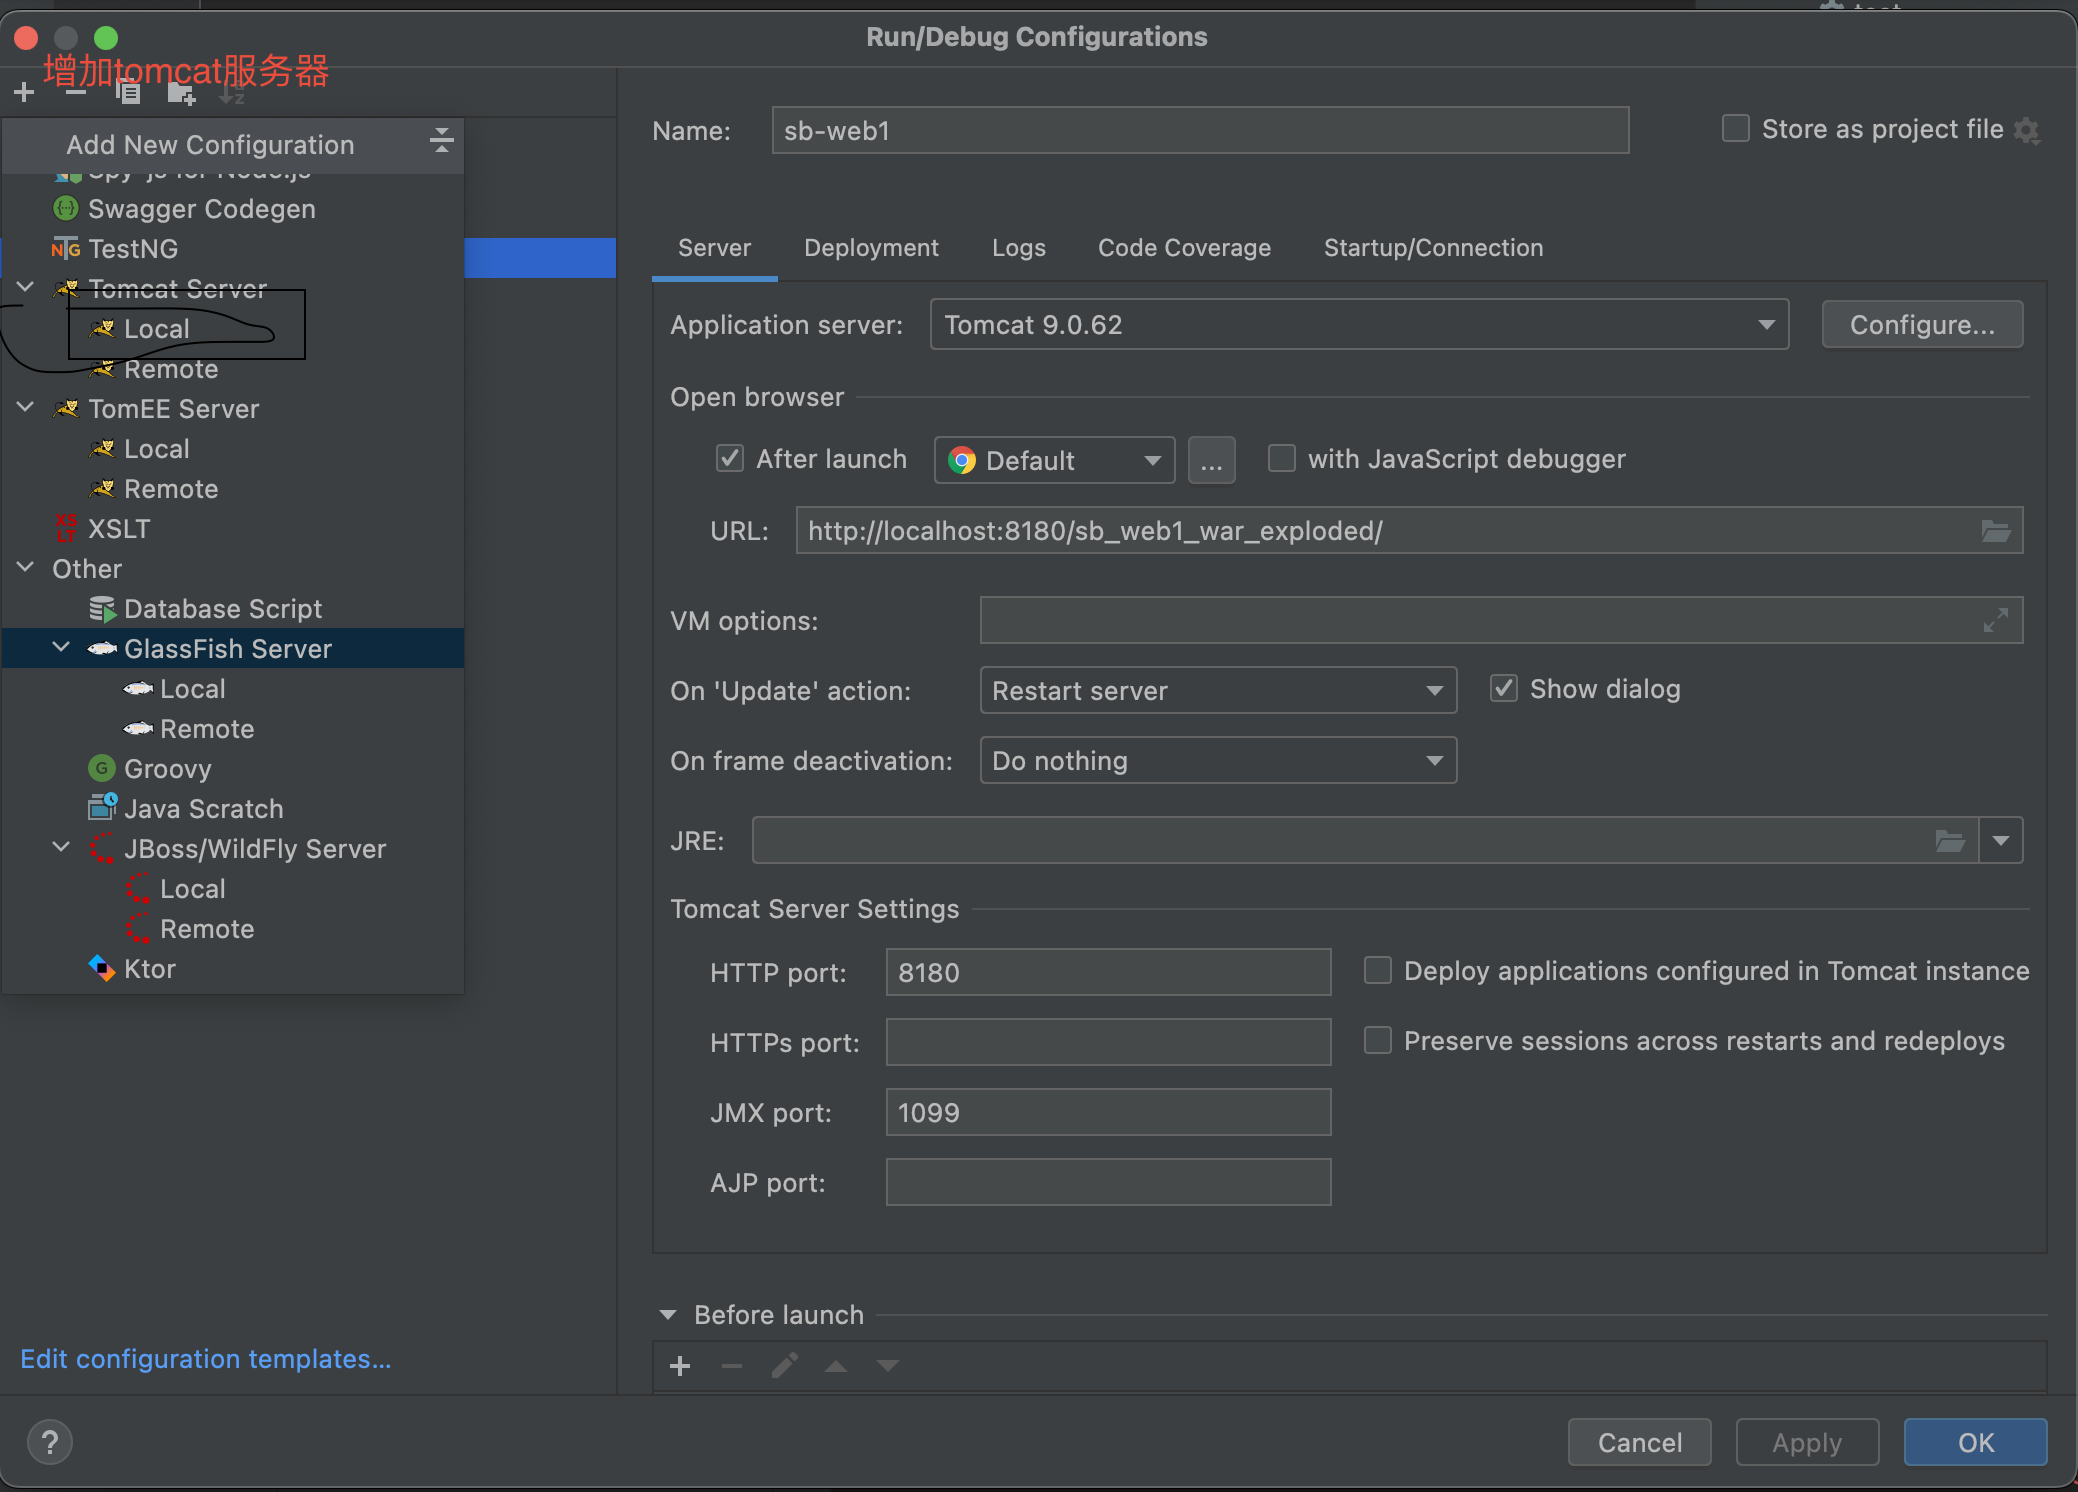 test
Run/Debug Configurations
增加tomcat服务器
Add New Configuration
Spy-js for Node.js
Swagger Codegen
TestNG
Tomcat Server
Local
Remote
TomEE Server
Local
Remote
XSLT
Other
Database Script
GlassFish Server
Local
Remote
Groovy
Java Scratch
JBoss/WildFly Server
Local
Remote
Ktor
Edit configuration templates...
Name: sb-web1
Store as project file
Server Deployment Logs Code Coverage Startup/Connection
Application server: Tomcat 9.0.62 Configure...
Open browser
After launch Default ... with JavaScript debugger
URL: http://localhost:8180/sb_web1_war_exploded/
VM options:
On 'Update' action: Restart server Show dialog
On frame deactivation: Do nothing
JRE:
Tomcat Server Settings
HTTP port: 8180 Deploy applications configured in Tomcat instance
HTTPs port: Preserve sessions across restarts and redeploys
JMX port: 1099
AJP port:
Before launch
? Cancel Apply OK